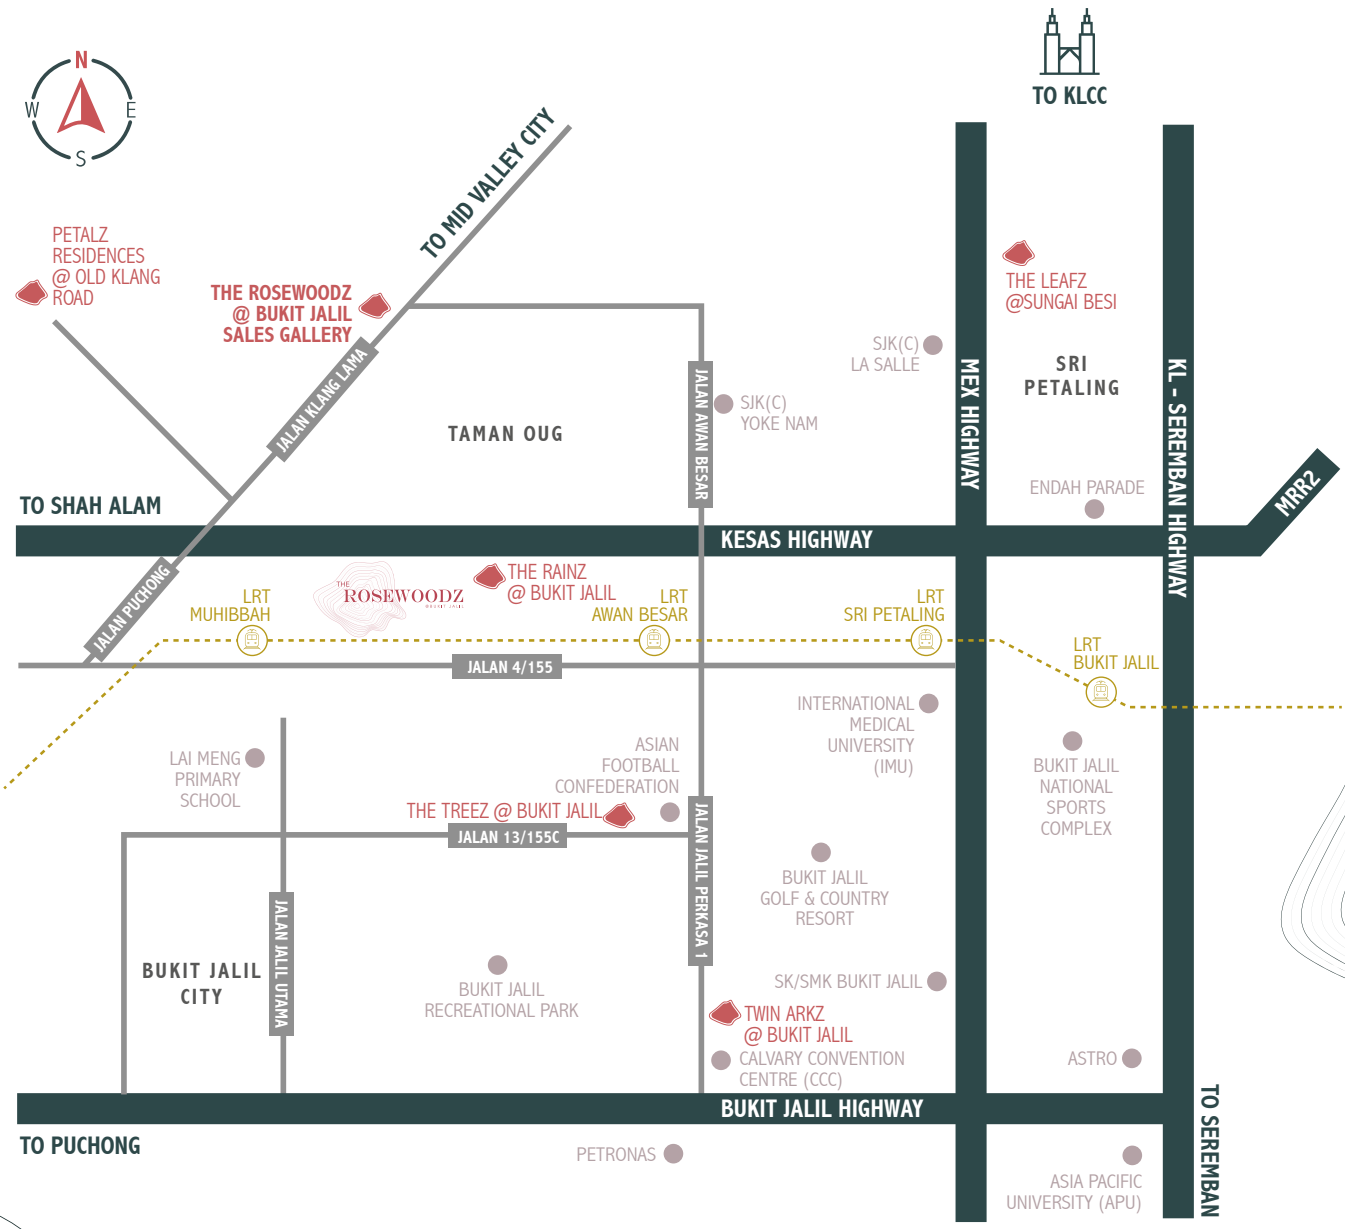 TO KLCC
N
W
E
S
TO MID VALLEY CITY
PETALZ
RESIDENCES
@ OLD KLANG
ROAD
THE ROSEWOODZ
@ BUKIT JALIL
SALES GALLERY
JALAN KLANG LAMA
THE LEAFZ
@SUNGAI BESI
SJK(C)
LA SALLE
SRI
PETALING
MEX HIGHWAY
KL - SEREMBAN HIGHWAY
JALAN AWAN BESAR
SJK(C)
YOKE NAM
TAMAN OUG
ENDAH PARADE
MRR2
TO SHAH ALAM
KESAS HIGHWAY
JALAN PUCHONG
THE
ROSEWOODZ
@BUKIT JALIL
THE RAINZ
@ BUKIT JALIL
LRT
MUHIBBAH
LRT
AWAN BESAR
LRT
SRI PETALING
LRT
BUKIT JALIL
JALAN 4/155
INTERNATIONAL
MEDICAL
UNIVERSITY
(IMU)
LAI MENG
PRIMARY
SCHOOL
ASIAN
FOOTBALL
CONFEDERATION
BUKIT JALIL
NATIONAL
SPORTS
COMPLEX
THE TREEZ @ BUKIT JALIL
JALAN 13/155C
JALAN JALIL PERKASA 1
BUKIT JALIL
GOLF & COUNTRY
RESORT
JALAN JALIL UTAMA
BUKIT JALIL
CITY
BUKIT JALIL
RECREATIONAL PARK
SK/SMK BUKIT JALIL
TWIN ARKZ
@ BUKIT JALIL
CALVARY CONVENTION
CENTRE (CCC)
ASTRO
BUKIT JALIL HIGHWAY
TO PUCHONG
TO SEREMBAN
PETRONAS
ASIA PACIFIC
UNIVERSITY (APU)